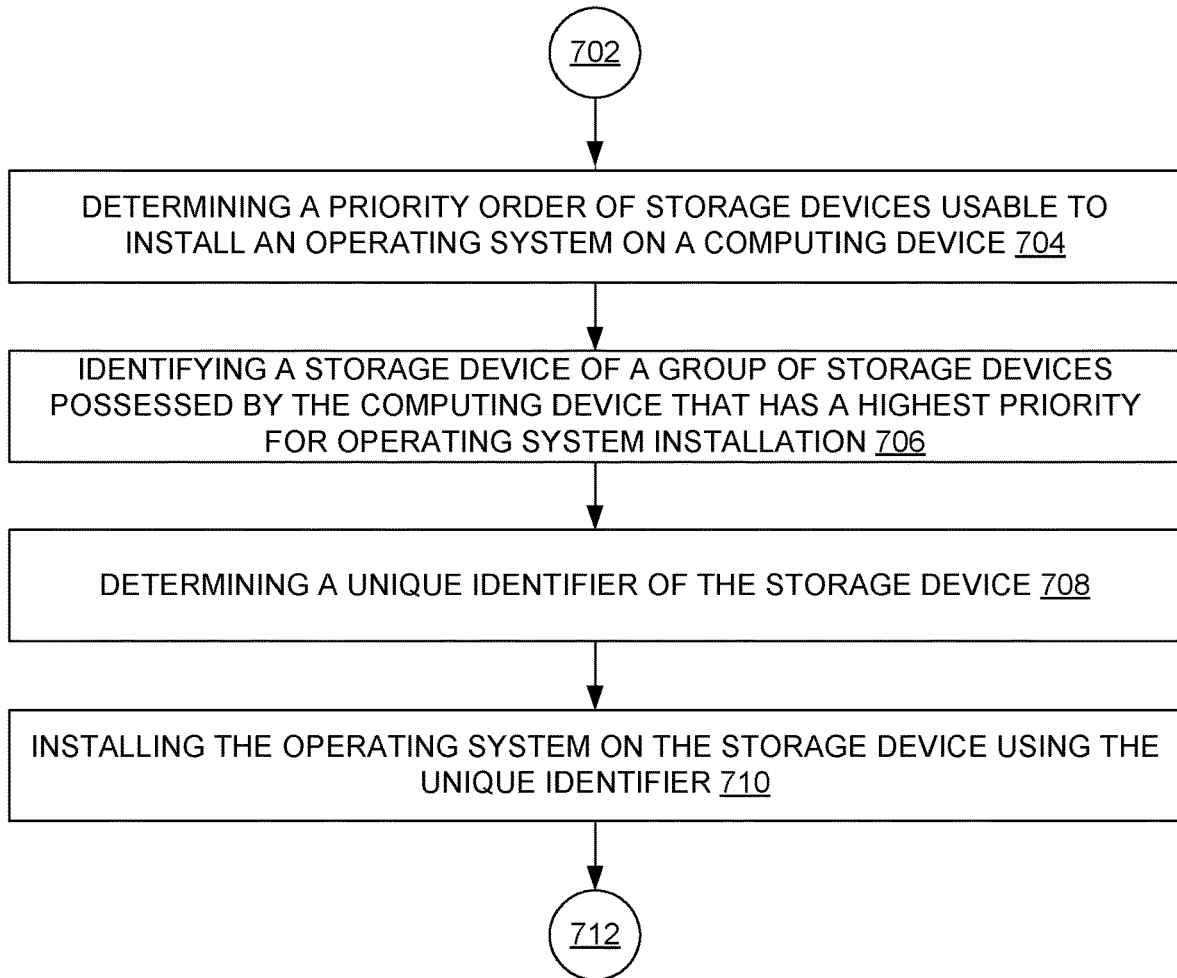 702
DETERMINING A PRIORITY ORDER OF STORAGE DEVICES USABLE TO
INSTALL AN OPERATING SYSTEM ON A COMPUTING DEVICE 704
IDENTIFYING A STORAGE DEVICE OF A GROUP OF STORAGE DEVICES
POSSESSED BY THE COMPUTING DEVICE THAT HAS A HIGHEST PRIORITY
FOR OPERATING SYSTEM INSTALLATION 706
DETERMINING A UNIQUE IDENTIFIER OF THE STORAGE DEVICE 708
INSTALLING THE OPERATING SYSTEM ON THE STORAGE DEVICE USING THE
UNIQUE IDENTIFIER 710
712